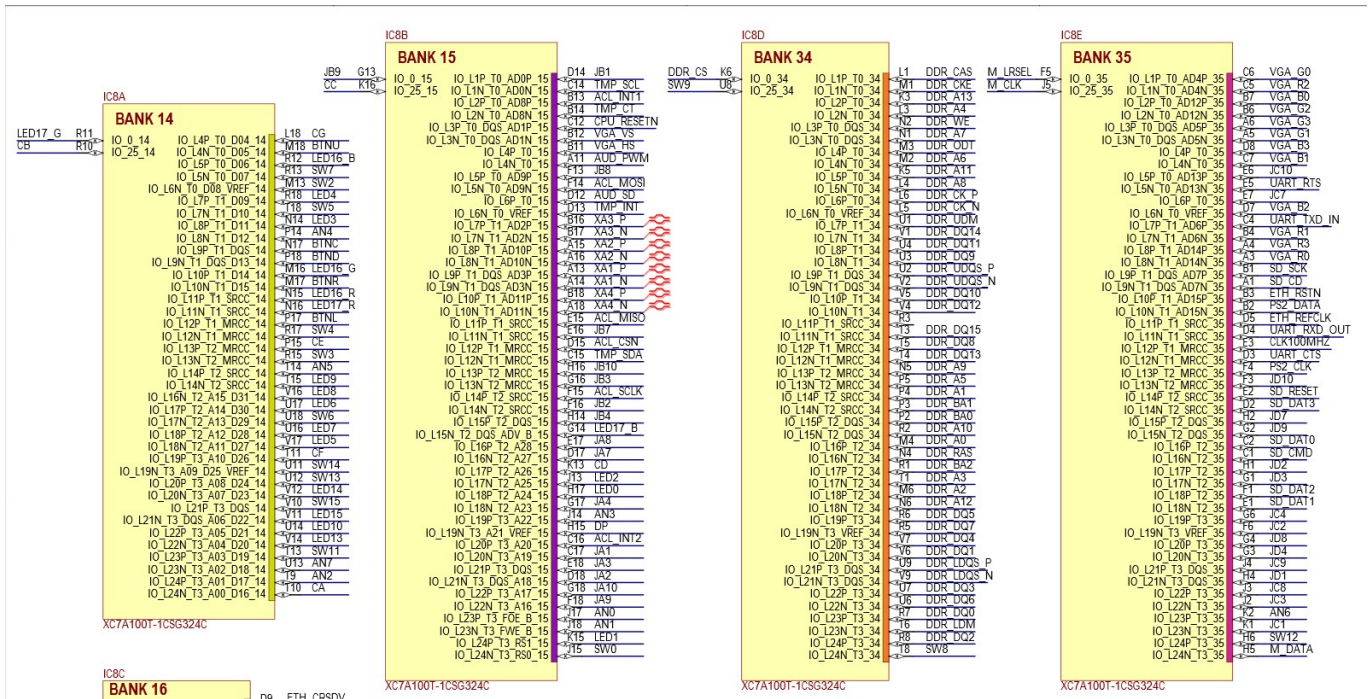 IC8A
BANK 14
LED17_G R11 IO_0_14
CB R10 IO_25_14
IO_L4P_T0_D04_14 L18 CG
IO_L4N_T0_D05_14 M18 BTNU
IO_L5P_T0_D06_14 R12 LED16_B
IO_L5N_T0_D07_14 R13 SW7
IO_L6N_T0_D08_VREF_14 M13 SW2
IO_L7P_T1_D09_14 R18 LED4
IO_L7N_T1_D10_14 T18 SW5
IO_L8P_T1_D11_14 N14 LED3
IO_L8N_T1_D12_14 P14 AN4
IO_L9P_T1_DQS_14 N17 BTNC
IO_L9N_T1_DQS_D13_14 P18 BTND
IO_L10P_T1_D14_14 M16 LED16_G
IO_L10N_T1_D15_14 M17 BTNR
IO_L11P_T1_SRCC_14 N15 LED16_R
IO_L11N_T1_SRCC_14 N16 LED17_R
IO_L12P_T1_MRCC_14 P17 BTNL
IO_L12N_T1_MRCC_14 R17 SW4
IO_L13P_T2_MRCC_14 P15 CE
IO_L13N_T2_MRCC_14 R15 SW3
IO_L14P_T2_SRCC_14 T14 AN5
IO_L14N_T2_SRCC_14 T15 LED9
IO_L16N_T2_A15_D31_14 V16 LED8
IO_L17P_T2_A14_D30_14 U17 LED6
IO_L17N_T2_A13_D29_14 U18 SW6
IO_L18P_T2_A12_D28_14 U16 LED7
IO_L18N_T2_A11_D27_14 V17 LED5
IO_L19P_T3_A10_D26_14 T11 CF
IO_L19N_T3_A09_D25_VREF_14 U11 SW14
IO_L20P_T3_A08_D24_14 U12 SW13
IO_L20N_T3_A07_D23_14 V12 LED14
IO_L21P_T3_DQS_14 V10 SW15
IO_L21N_T3_DQS_A06_D22_14 V11 LED15
IO_L22P_T3_A05_D21_14 U14 LED10
IO_L22N_T3_A04_D20_14 V14 LED13
IO_L23P_T3_A03_D19_14 T13 SW11
IO_L23N_T3_A02_D18_14 U13 AN7
IO_L24P_T3_A01_D17_14 T9 AN2
IO_L24N_T3_A00_D16_14 T10 CA
XC7A100T-1CSG324C
IC8C
BANK 16
D9 ETH_CRSDV
IC8B
BANK 15
JB9 G13 IO_0_15
CC K16 IO_25_15
IO_L1P_T0_AD0P_15 D14 JB1
IO_L1N_T0_AD0N_15 C14 TMP_SCL
IO_L2P_T0_AD8P_15 B13 ACL_INT1
IO_L2N_T0_AD8N_15 B14 TMP_CT
IO_L3P_T0_DQS_AD1P_15 C12 CPU_RESETN
IO_L3N_T0_DQS_AD1N_15 B12 VGA_VS
IO_L4P_T0_15 B11 VGA_HS
IO_L4N_T0_15 A11 AUD_PWM
IO_L5P_T0_AD9P_15 F13 JB8
IO_L5N_T0_AD9N_15 F14 ACL_MOSI
IO_L6P_T0_15 D12 AUD_SD
IO_L6N_T0_VREF_15 D13 TMP_INT
IO_L7P_T1_AD2P_15 B16 XA3_P
IO_L7N_T1_AD2N_15 B17 XA3_N
IO_L8P_T1_AD10P_15 A15 XA2_P
IO_L8N_T1_AD10N_15 A16 XA2_N
IO_L9P_T1_DQS_AD3P_15 A13 XA1_P
IO_L9N_T1_DQS_AD3N_15 A14 XA1_N
IO_L10P_T1_AD11P_15 B18 XA4_P
IO_L10N_T1_AD11N_15 A18 XA4_N
IO_L11P_T1_SRCC_15 E15 ACL_MISO
IO_L11N_T1_SRCC_15 E16 JB7
IO_L12P_T1_MRCC_15 D15 ACL_CSN
IO_L12N_T1_MRCC_15 C15 TMP_SDA
IO_L13P_T2_MRCC_15 H16 JB10
IO_L13N_T2_MRCC_15 G16 JB3
IO_L14P_T2_SRCC_15 F15 ACL_SCLK
IO_L14N_T2_SRCC_15 F16 JB2
IO_L15P_T2_DQS_15 H14 JB4
IO_L15N_T2_DQS_ADV_B_15 G14 LED17_B
IO_L16P_T2_A28_15 E17 JA8
IO_L16N_T2_A27_15 D17 JA7
IO_L17P_T2_A26_15 K13 CD
IO_L17N_T2_A25_15 J13 LED2
IO_L18P_T2_A24_15 H17 LED0
IO_L18N_T2_A23_15 G17 JA4
IO_L19P_T3_A22_15 J14 AN3
IO_L19N_T3_A21_VREF_15 H15 DP
IO_L20P_T3_A20_15 C16 ACL_INT2
IO_L20N_T3_A19_15 C17 JA1
IO_L21P_T3_DQS_15 E18 JA3
IO_L21N_T3_DQS_A18_15 D18 JA2
IO_L22P_T3_A17_15 G18 JA10
IO_L22N_T3_A16_15 F18 JA9
IO_L23P_T3_FOE_B_15 J17 AN0
IO_L23N_T3_FWE_B_15 J18 AN1
IO_L24P_T3_RS1_15 K15 LED1
IO_L24N_T3_RS0_15 J15 SW0
XC7A100T-1CSG324C
IC8D
BANK 34
DDR_CS K6 IO_0_34
SW9 U8 IO_25_34
IO_L1P_T0_34 L1 DDR_CAS
IO_L1N_T0_34 M1 DDR_CKE
IO_L2P_T0_34 K3 DDR_A13
IO_L2N_T0_34 L3 DDR_A4
IO_L3P_T0_DQS_34 N2 DDR_WE
IO_L3N_T0_DQS_34 N1 DDR_A7
IO_L4P_T0_34 M3 DDR_ODT
IO_L4N_T0_34 M2 DDR_A6
IO_L5P_T0_34 K5 DDR_A11
IO_L5N_T0_34 L4 DDR_A8
IO_L6P_T0_34 L6 DDR_CK_P
IO_L6N_T0_VREF_34 L5 DDR_CK_N
IO_L7P_T1_34 U1 DDR_UDM
IO_L7N_T1_34 V1 DDR_DQ14
IO_L8P_T1_34 U4 DDR_DQ11
IO_L8N_T1_34 U3 DDR_DQ9
IO_L9P_T1_DQS_34 U2 DDR_UDQS_P
IO_L9N_T1_DQS_34 V2 DDR_UDQS_N
IO_L10P_T1_34 V5 DDR_DQ10
IO_L10N_T1_34 V4 DDR_DQ12
IO_L11P_T1_SRCC_34 R3
IO_L11N_T1_SRCC_34 T3 DDR_DQ15
IO_L12P_T1_MRCC_34 T5 DDR_DQ8
IO_L12N_T1_MRCC_34 T4 DDR_DQ13
IO_L13P_T2_MRCC_34 N5 DDR_A9
IO_L13N_T2_MRCC_34 P5 DDR_A5
IO_L14P_T2_SRCC_34 P4 DDR_A1
IO_L14N_T2_SRCC_34 P3 DDR_BA1
IO_L15P_T2_DQS_34 P2 DDR_BA0
IO_L15N_T2_DQS_34 R2 DDR_A10
IO_L16P_T2_34 M4 DDR_A0
IO_L16N_T2_34 N4 DDR_RAS
IO_L17P_T2_34 R1 DDR_BA2
IO_L17N_T2_34 T1 DDR_A3
IO_L18P_T2_34 M6 DDR_A2
IO_L18N_T2_34 N6 DDR_A12
IO_L19P_T3_34 R6 DDR_DQ5
IO_L19N_T3_VREF_34 R5 DDR_DQ7
IO_L20P_T3_34 V7 DDR_DQ4
IO_L20N_T3_34 V6 DDR_DQ1
IO_L21P_T3_DQS_34 U9 DDR_LDQS_P
IO_L21N_T3_DQS_34 V9 DDR_LDQS_N
IO_L22P_T3_34 U7 DDR_DQ3
IO_L22N_T3_34 U6 DDR_DQ6
IO_L23P_T3_34 R7 DDR_DQ0
IO_L23N_T3_34 T6 DDR_LDM
IO_L24P_T3_34 R8 DDR_DQ2
IO_L24N_T3_34 T8 SW8
XC7A100T-1CSG324C
IC8E
BANK 35
M_LRSEL F5 IO_0_35
M_CLK J5 IO_25_35
IO_L1P_T0_AD4P_35 C6 VGA_G0
IO_L1N_T0_AD4N_35 C5 VGA_R2
IO_L2P_T0_AD12P_35 B7 VGA_B0
IO_L2N_T0_AD12N_35 B6 VGA_G2
IO_L3P_T0_DQS_AD5P_35 A6 VGA_G3
IO_L3N_T0_DQS_AD5N_35 A5 VGA_G1
IO_L4P_T0_35 D8 VGA_B3
IO_L4N_T0_35 C7 VGA_B1
IO_L5P_T0_AD13P_35 E6 JC10
IO_L5N_T0_AD13N_35 E5 UART_RTS
IO_L6P_T0_35 E7 JC7
IO_L6N_T0_VREF_35 D7 VGA_B2
IO_L7P_T1_AD6P_35 C4 UART_TXD_IN
IO_L7N_T1_AD6N_35 B4 VGA_R1
IO_L8P_T1_AD14P_35 A4 VGA_R3
IO_L8N_T1_AD14N_35 A3 VGA_R0
IO_L9P_T1_DQS_AD7P_35 B1 SD_SCK
IO_L9N_T1_DQS_AD7N_35 A1 SD_CD
IO_L10P_T1_AD15P_35 B3 ETH_RSTN
IO_L10N_T1_AD15N_35 B2 PS2_DATA
IO_L11P_T1_SRCC_35 D5 ETH_REFCLK
IO_L11N_T1_SRCC_35 D4 UART_RXD_OUT
IO_L12P_T1_MRCC_35 E3 CLK100MHZ
IO_L12N_T1_MRCC_35 D3 UART_CTS
IO_L13P_T2_MRCC_35 F4 PS2_CLK
IO_L13N_T2_MRCC_35 F3 JD10
IO_L14P_T2_SRCC_35 E2 SD_RESET
IO_L14N_T2_SRCC_35 D2 SD_DAT3
IO_L15P_T2_DQS_35 H2 JD7
IO_L15N_T2_DQS_35 G2 JD9
IO_L16P_T2_35 C2 SD_DAT0
IO_L16N_T2_35 C1 SD_CMD
IO_L17P_T2_35 H1 JD2
IO_L17N_T2_35 G1 JD3
IO_L18P_T2_35 F1 SD_DAT2
IO_L18N_T2_35 E1 SD_DAT1
IO_L19P_T3_35 G6 JC4
IO_L19N_T3_VREF_35 F6 JC2
IO_L20P_T3_35 G4 JD8
IO_L20N_T3_35 G3 JD4
IO_L21P_T3_DQS_35 J4 JC9
IO_L21N_T3_DQS_35 H4 JD1
IO_L22P_T3_35 J3 JC8
IO_L22N_T3_35 J2 JC3
IO_L23P_T3_35 K2 AN6
IO_L23N_T3_35 K1 JC1
IO_L24P_T3_35 H6 SW12
IO_L24N_T3_35 H5 M_DATA
XC7A100T-1CSG324C